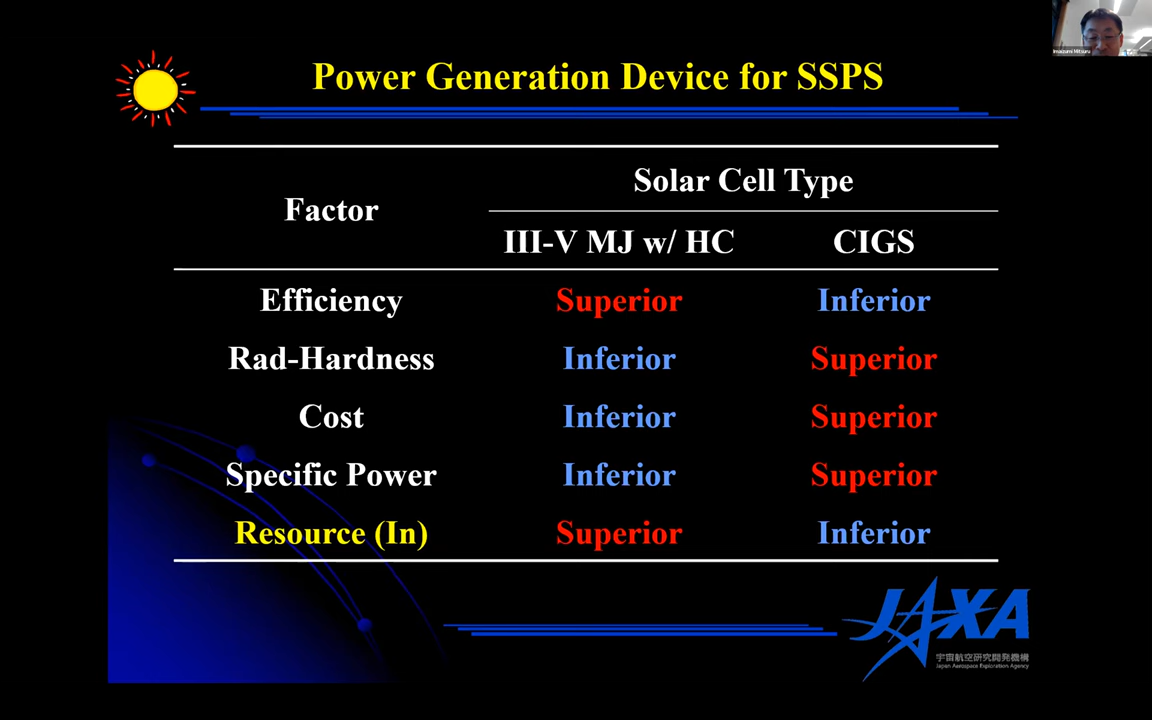 Imaizumi Mitsuru
Power Generation Device for SSPS
Factor
Solar Cell Type
III-V MJ w/ HC CIGS
Efficiency Superior Inferior
Rad-Hardness Inferior Superior
Cost Inferior Superior
Specific Power Inferior Superior
Resource (In) Superior Inferior
JAXA
宇宙航空研究開発機構
Japan Aerospace Exploration Agency